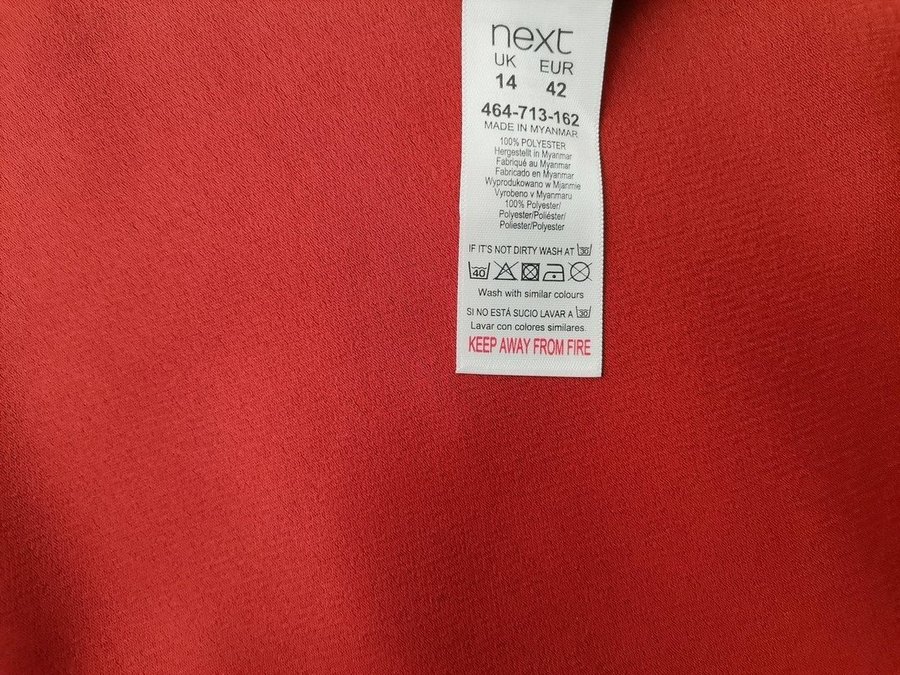 next
UK EUR
14 42
464-713-162
MADE IN MYANMAR
100% POLYESTER
Hergestellt in Myanmar
Fabriqué au Myanmar
Fabricado en Myanmar
Wyprodukowano w Mjanmie
Vyrobeno v Myanmaru
100% Polyester/
Polyester/Poliéster/
Poliester/Polyester
IF IT'S NOT DIRTY WASH AT 30
40
Wash with similar colours
SI NO ESTÁ SUCIO LAVAR A 30
Lavar con colores similares.
KEEP AWAY FROM FIRE